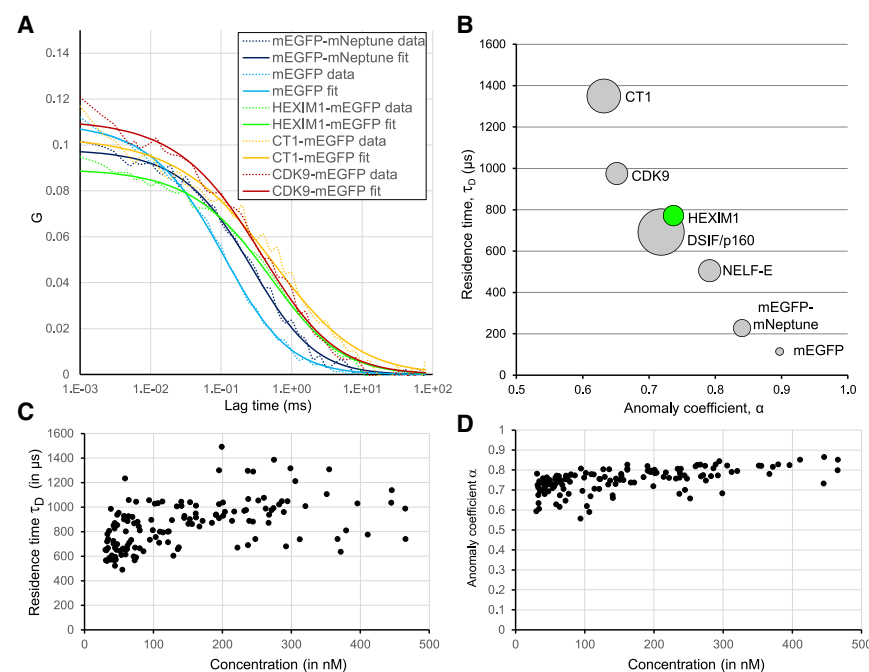 A
0.14
0.12
0.1
0.08
0.06
0.04
0.02
0
G
1.E-03
1.E-02
1.E-01
1.E+00
1.E+01
1.E+02
Lag time (ms)
mEGFP-mNeptune data
mEGFP-mNeptune fit
mEGFP data
mEGFP fit
HEXIM1-mEGFP data
HEXIM1-mEGFP fit
CT1-mEGFP data
CT1-mEGFP fit
CDK9-mEGFP data
CDK9-mEGFP fit
B
1600
1400
1200
1000
800
600
400
200
0
Residence time, τD (µs)
CT1
CDK9
HEXIM1
DSIF/p160
NELF-E
mEGFP-
mNeptune
mEGFP
0.5
0.6
0.7
0.8
0.9
1.0
Anomaly coefficient, α
C
1600
1400
1200
1000
800
600
400
200
0
Residence time τD (in µs)
0
100
200
300
400
500
Concentration (in nM)
D
1
0.9
0.8
0.7
0.6
0.5
0.4
0.3
0.2
0.1
0
Anomaly coefficient α
0
100
200
300
400
500
Concentration (in nM)